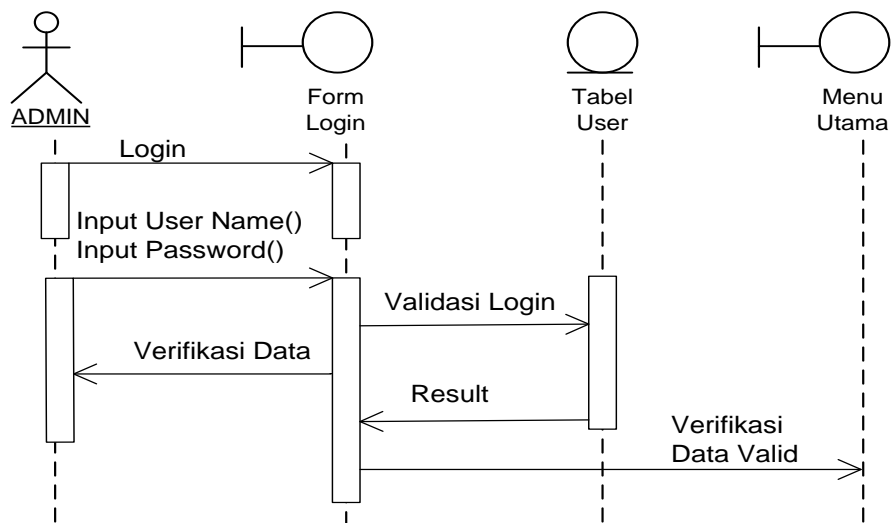 ADMIN
Form
Login
Tabel
User
Menu
Utama
Login
Input User Name()
Input Password()
Validasi Login
Verifikasi Data
Result
Verifikasi
Data Valid